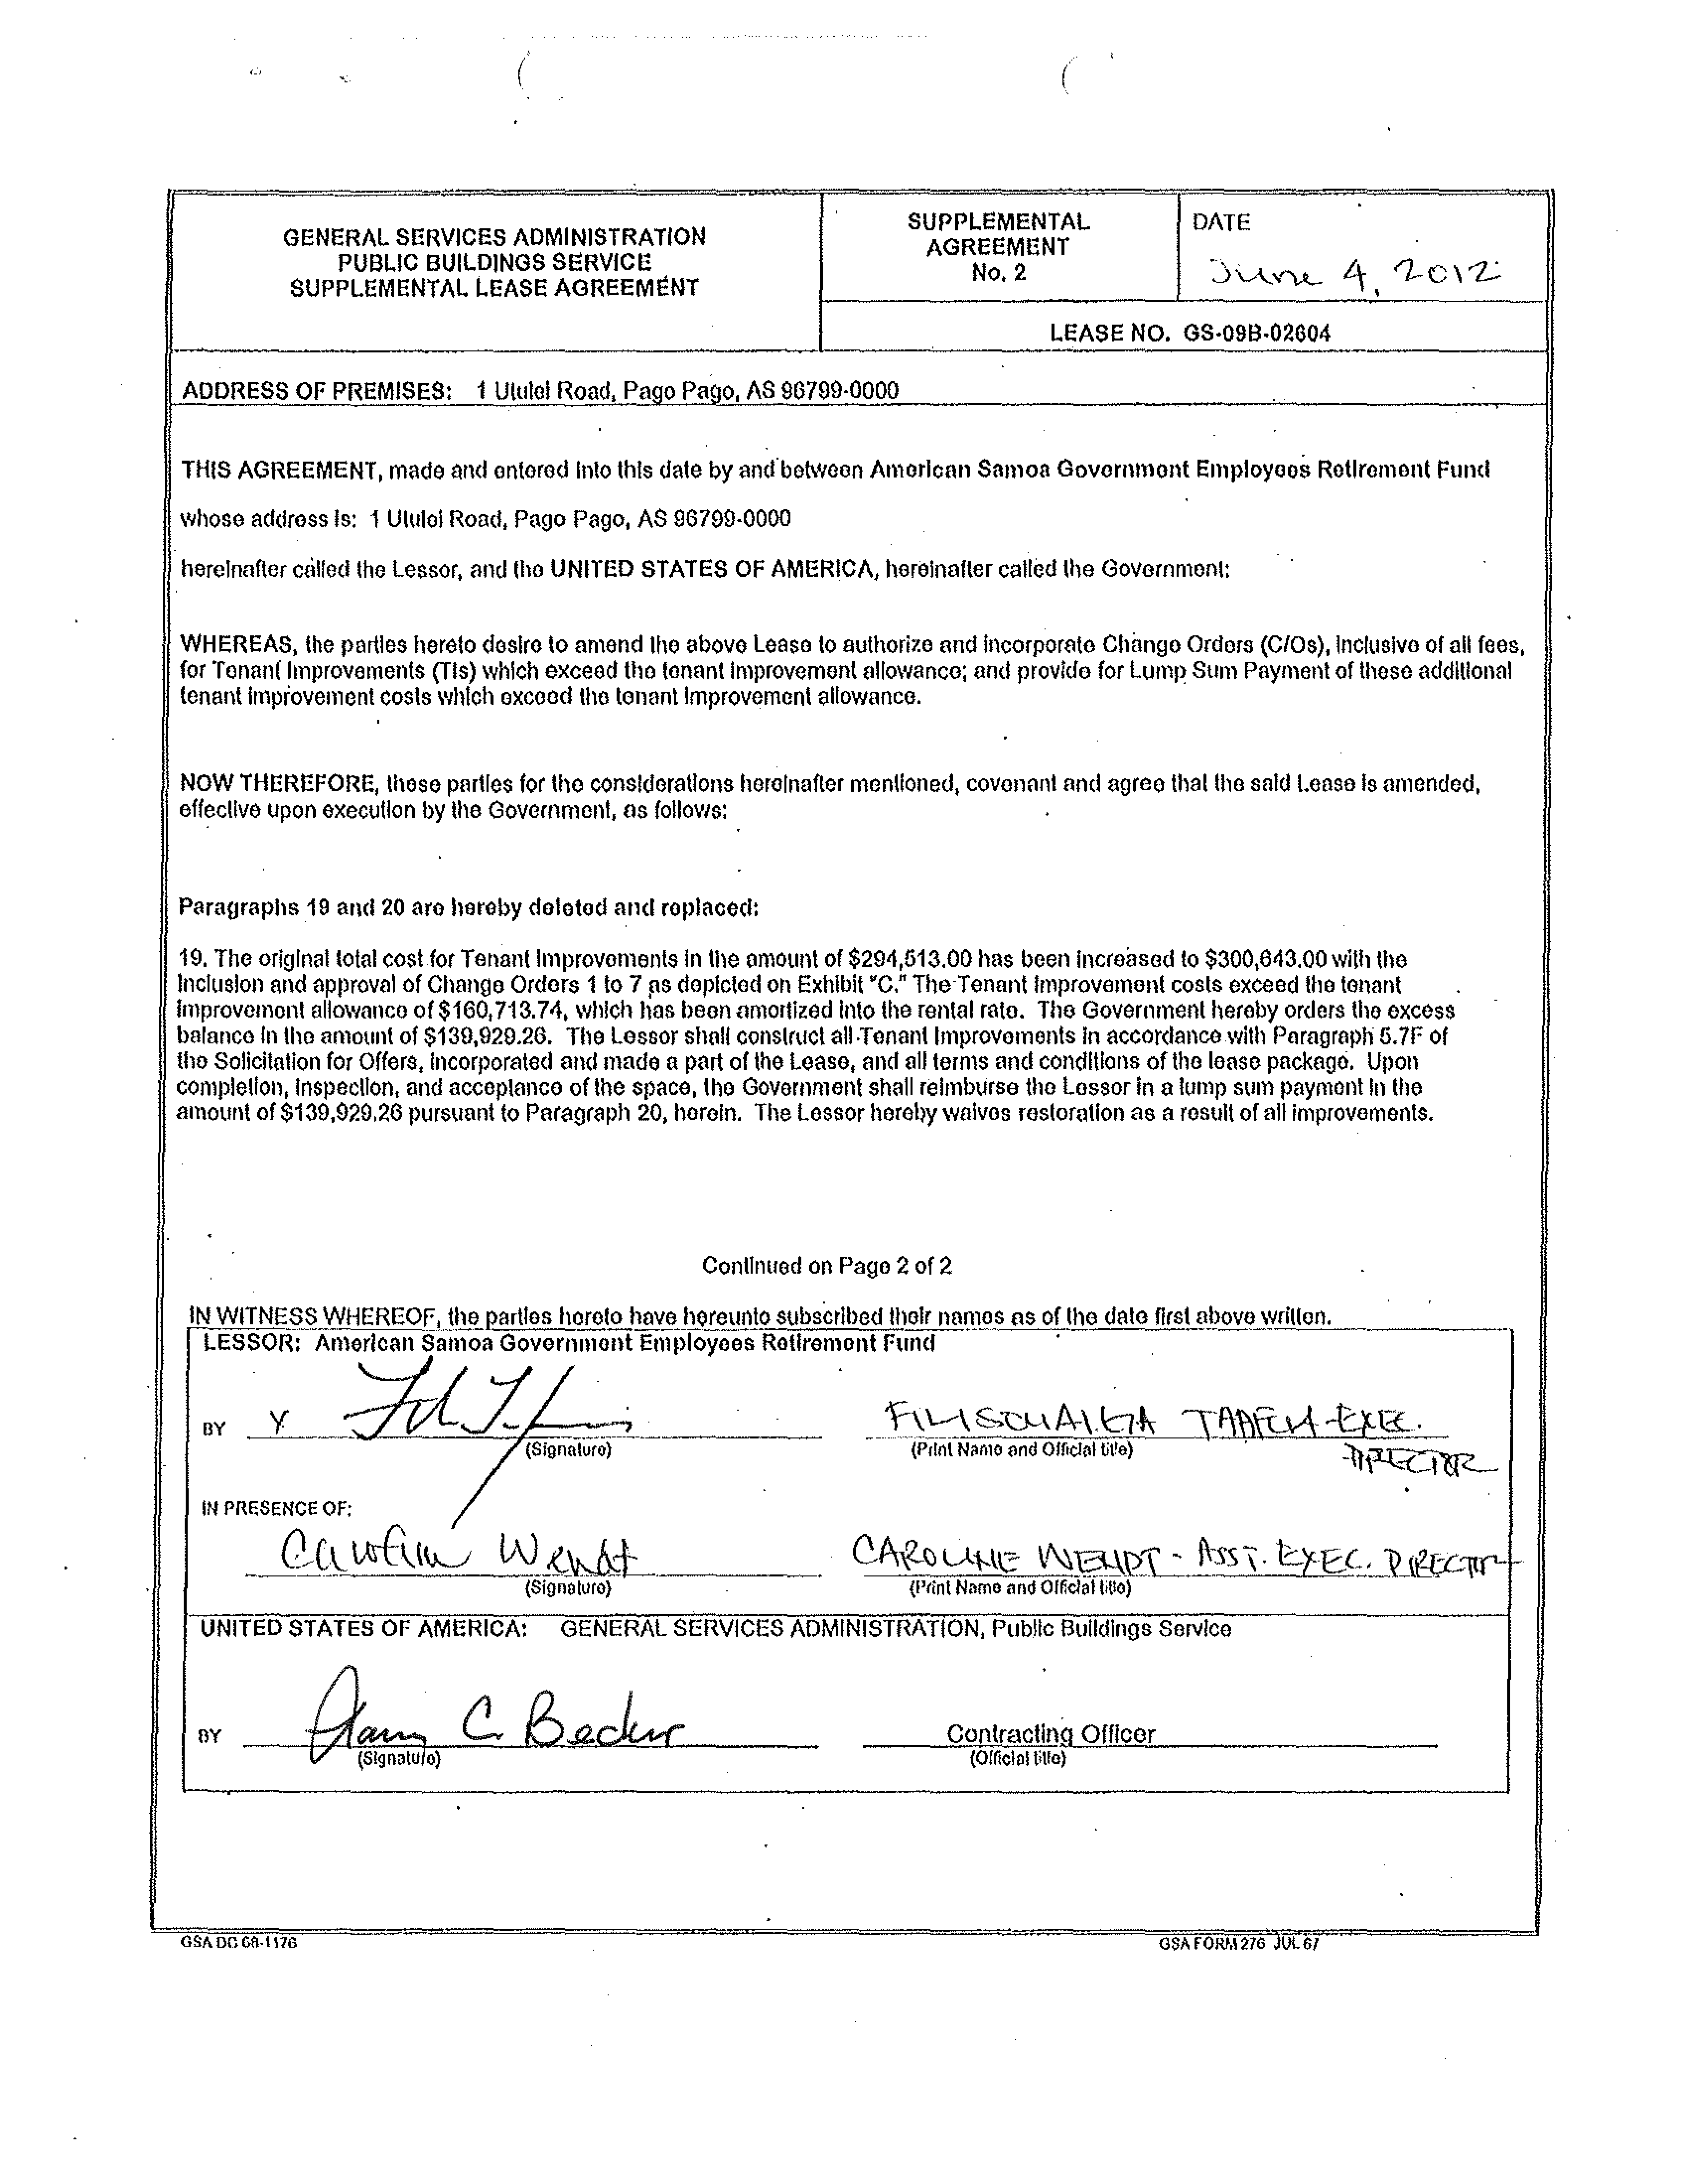 GENERAL SERVICES ADMINISTRATION
PUBLIC BUILDINGS SERVICE
SUPPLEMENTAL LEASE AGREEMENT
SUPPLEMENTAL
AGREEMENT
No. 2
DATE
June 4, 2012
LEASE NO. GS-09B-02604
ADDRESS OF PREMISES: 1 Ululei Road, Pago Pago, AS 96799-0000
THIS AGREEMENT, made and entered into this date by and between American Samoa Government Employees Retirement Fund
whose address is: 1 Ululoi Road, Pago Pago, AS 96799-0000
hereinafter called the Lessor, and the UNITED STATES OF AMERICA, hereinafter called the Government:
WHEREAS, the parties hereto desire to amend the above Lease to authorize and incorporate Change Orders (C/Os), inclusive of all fees,
for Tenant Improvements (TIs) which exceed the tenant improvement allowance; and provide for Lump Sum Payment of these additional
tenant improvement costs which exceed the tenant improvement allowance.
NOW THEREFORE, these parties for the considerations hereinafter mentioned, covenant and agree that the said Lease is amended,
effective upon execution by the Government, as follows:
Paragraphs 19 and 20 are hereby deleted and replaced:
19. The original total cost for Tenant Improvements in the amount of $294,513.00 has been increased to $300,643.00 with the
inclusion and approval of Change Orders 1 to 7 as depicted on Exhibit "C." The Tenant Improvement costs exceed the tenant
improvement allowance of $160,713.74, which has been amortized into the rental rate. The Government hereby orders the excess
balance in the amount of $139,929.26. The Lessor shall construct all Tenant Improvements in accordance with Paragraph 5.7F of
the Solicitation for Offers, incorporated and made a part of the Lease, and all terms and conditions of the lease package. Upon
completion, inspection, and acceptance of the space, the Government shall reimburse the Lessor in a lump sum payment in the
amount of $139,929.26 pursuant to Paragraph 20, herein. The Lessor hereby waives restoration as a result of all improvements.
Continued on Page 2 of 2
IN WITNESS WHEREOF, the parties hereto have hereunto subscribed their names as of the date first above written.
LESSOR: American Samoa Government Employees Retirement Fund
BY
EXEC.
(Signature)
(Print Name and Official title)
DIRECTOR
IN PRESENCE OF:
Caroline Wendt
CAROLINE WENDT - ASST. EXEC. DIRECTOR
(Signature)
(Print Name and Official title)
UNITED STATES OF AMERICA: GENERAL SERVICES ADMINISTRATION, Public Buildings Service
BY
C. Becker
Contracting Officer
(Signature)
(Official title)
GSA DC 68-1176
GSA FORM 276 JUL 67